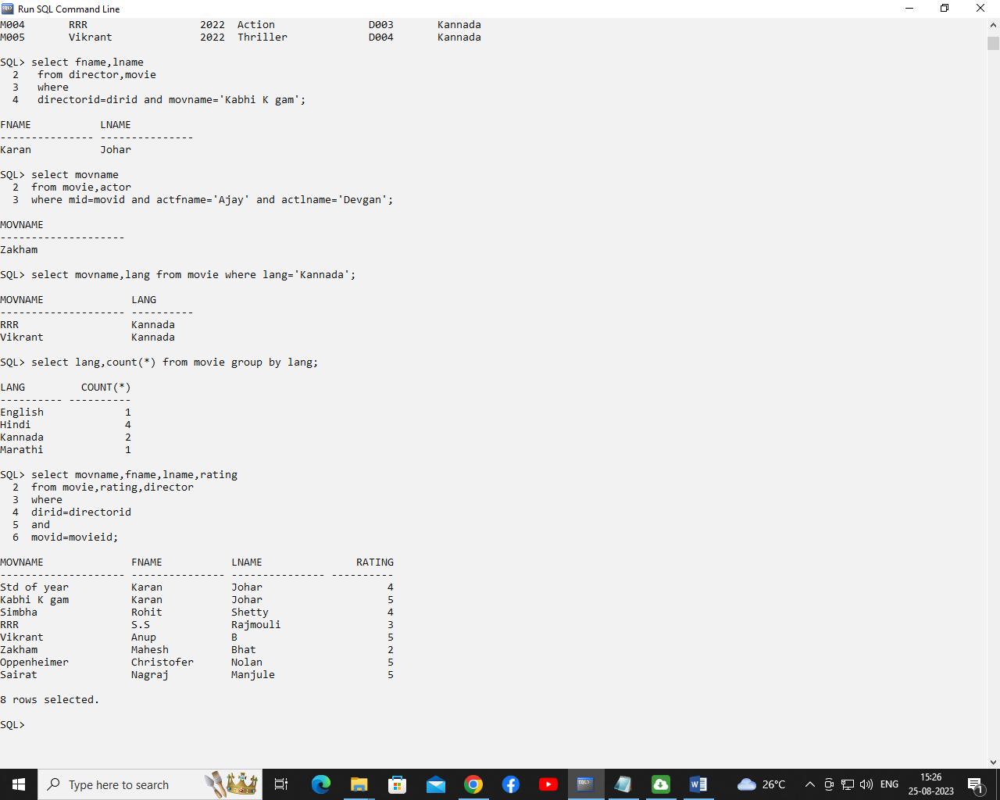 Run SQL Command Line
M004       RRR                  2022  Action               D003       Kannada
M005       Vikrant              2022  Thriller             D004       Kannada
SQL> select fname,lname
  2   from director,movie
  3   where
  4   directorid=dirid and movname='Kabhi K gam';
FNAME           LNAME
--------------- ---------------
Karan           Johar
SQL> select movname
  2  from movie,actor
  3  where mid=movid and actfname='Ajay' and actlname='Devgan';
MOVNAME
--------------------
Zakham
SQL> select movname,lang from movie where lang='Kannada';
MOVNAME              LANG
-------------------- ----------
RRR                  Kannada
Vikrant              Kannada
SQL> select lang,count(*) from movie group by lang;
LANG         COUNT(*)
---------- ----------
English             1
Hindi               4
Kannada             2
Marathi             1
SQL> select movname,fname,lname,rating
  2  from movie,rating,director
  3  where
  4  dirid=directorid
  5  and
  6  movid=movieid;
MOVNAME              FNAME           LNAME               RATING
-------------------- --------------- --------------- ----------
Std of year          Karan           Johar                    4
Kabhi K gam          Karan           Johar                    5
Simbha               Rohit           Shetty                   4
RRR                  S.S             Rajmouli                 3
Vikrant              Anup            B                        5
Zakham               Mahesh          Bhat                     2
Oppenheimer          Christofer      Nolan                    5
Sairat               Nagraj          Manjule                  5
8 rows selected.
SQL>
Type here to search
26°C
ENG
15:26
25-08-2023
1